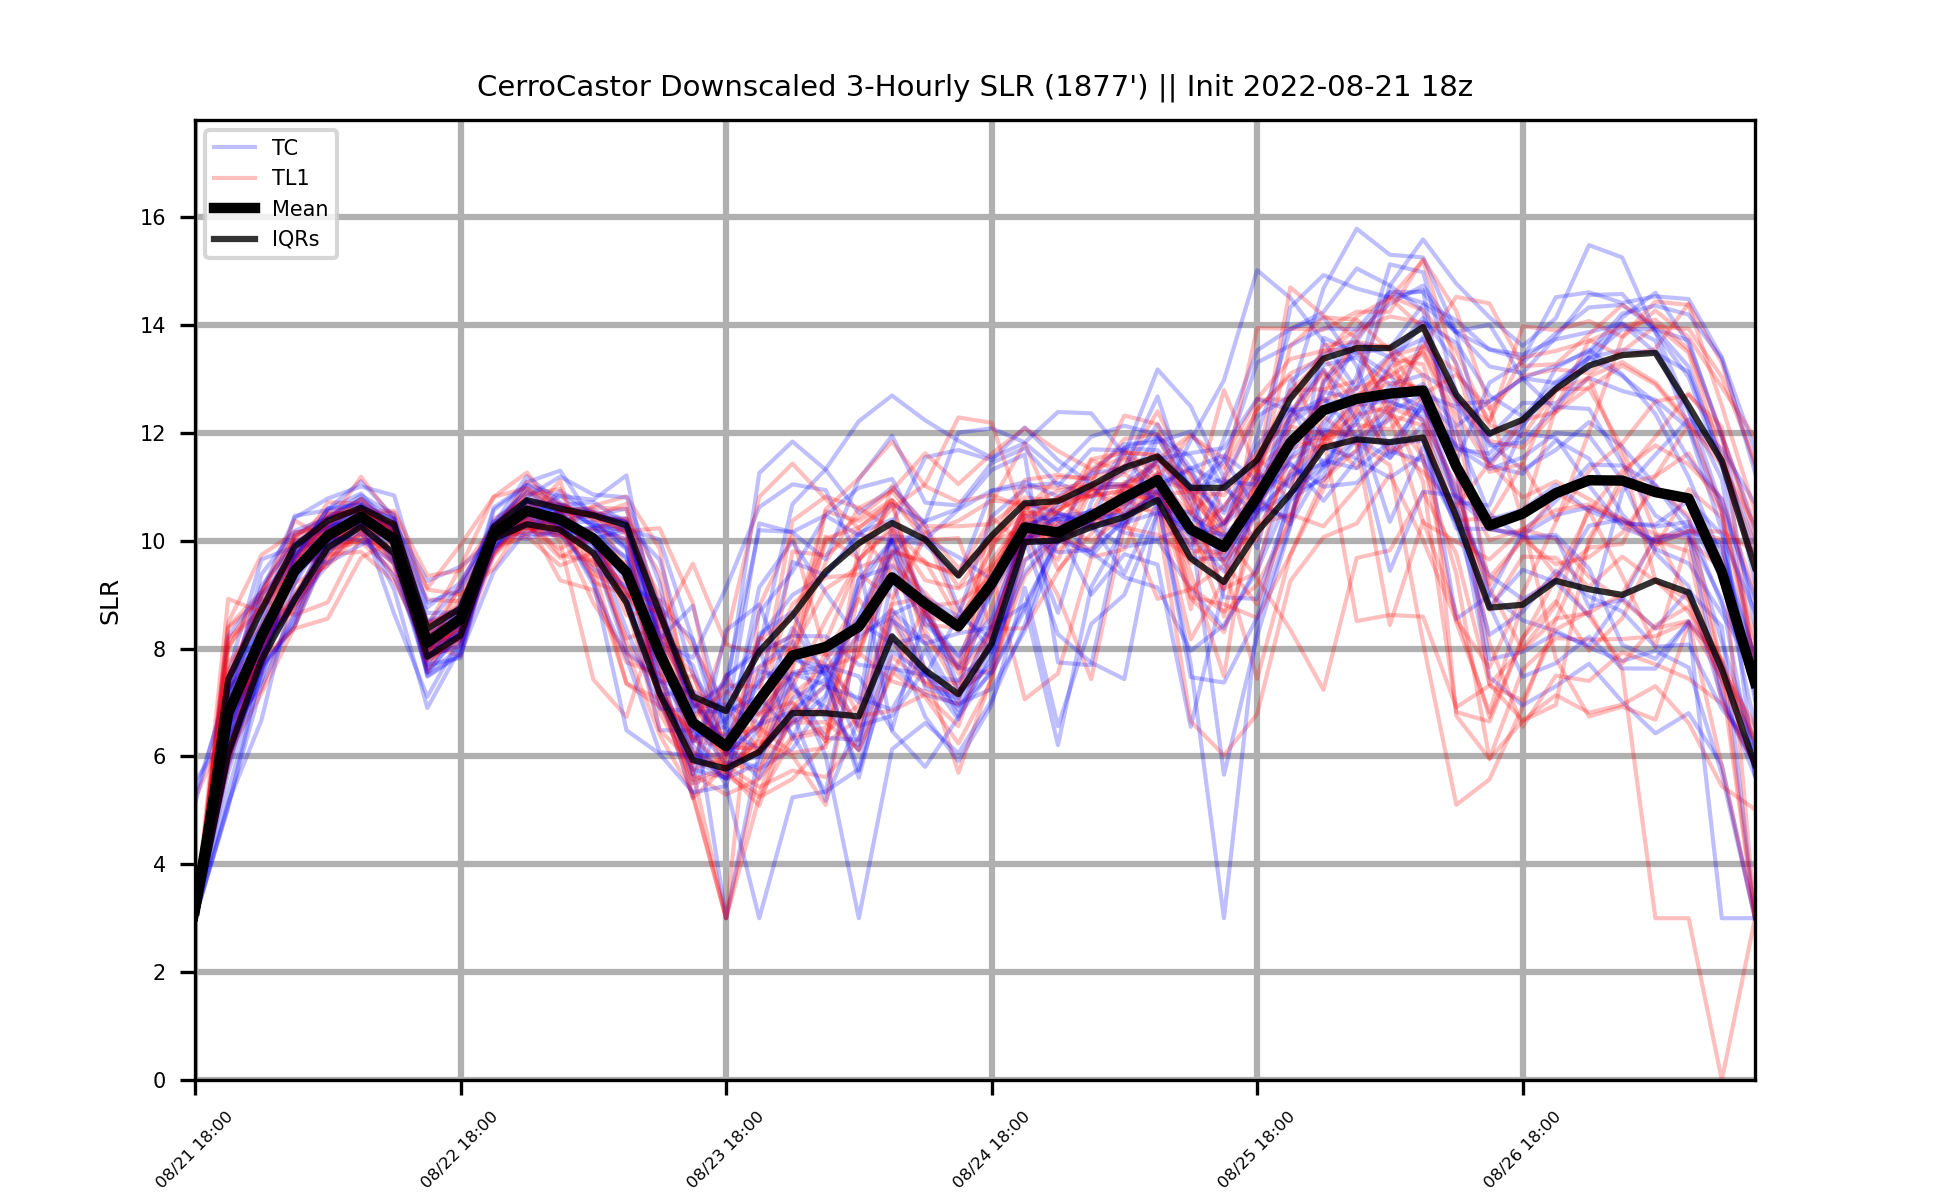 CerroCastor Downscaled 3-Hourly SLR (1877') || Init 2022-08-21 18z
TC
TL1
Mean
IQRs
SLR
16
14
12
10
8
6
4
2
0
08/21 18:00
08/22 18:00
08/23 18:00
08/24 18:00
08/25 18:00
08/26 18:00